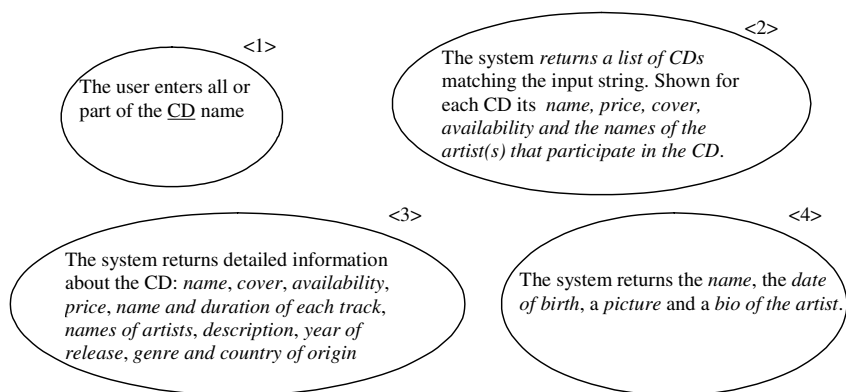 <1>
The user enters all or
part of the CD name
<2>
The system returns a list of CDs
matching the input string. Shown for
each CD its name, price, cover,
availability and the names of the
artist(s) that participate in the CD.
<3>
The system returns detailed information
about the CD: name, cover, availability,
price, name and duration of each track,
names of artists, description, year of
release, genre and country of origin
<4>
The system returns the name, the date
of birth, a picture and a bio of the artist.